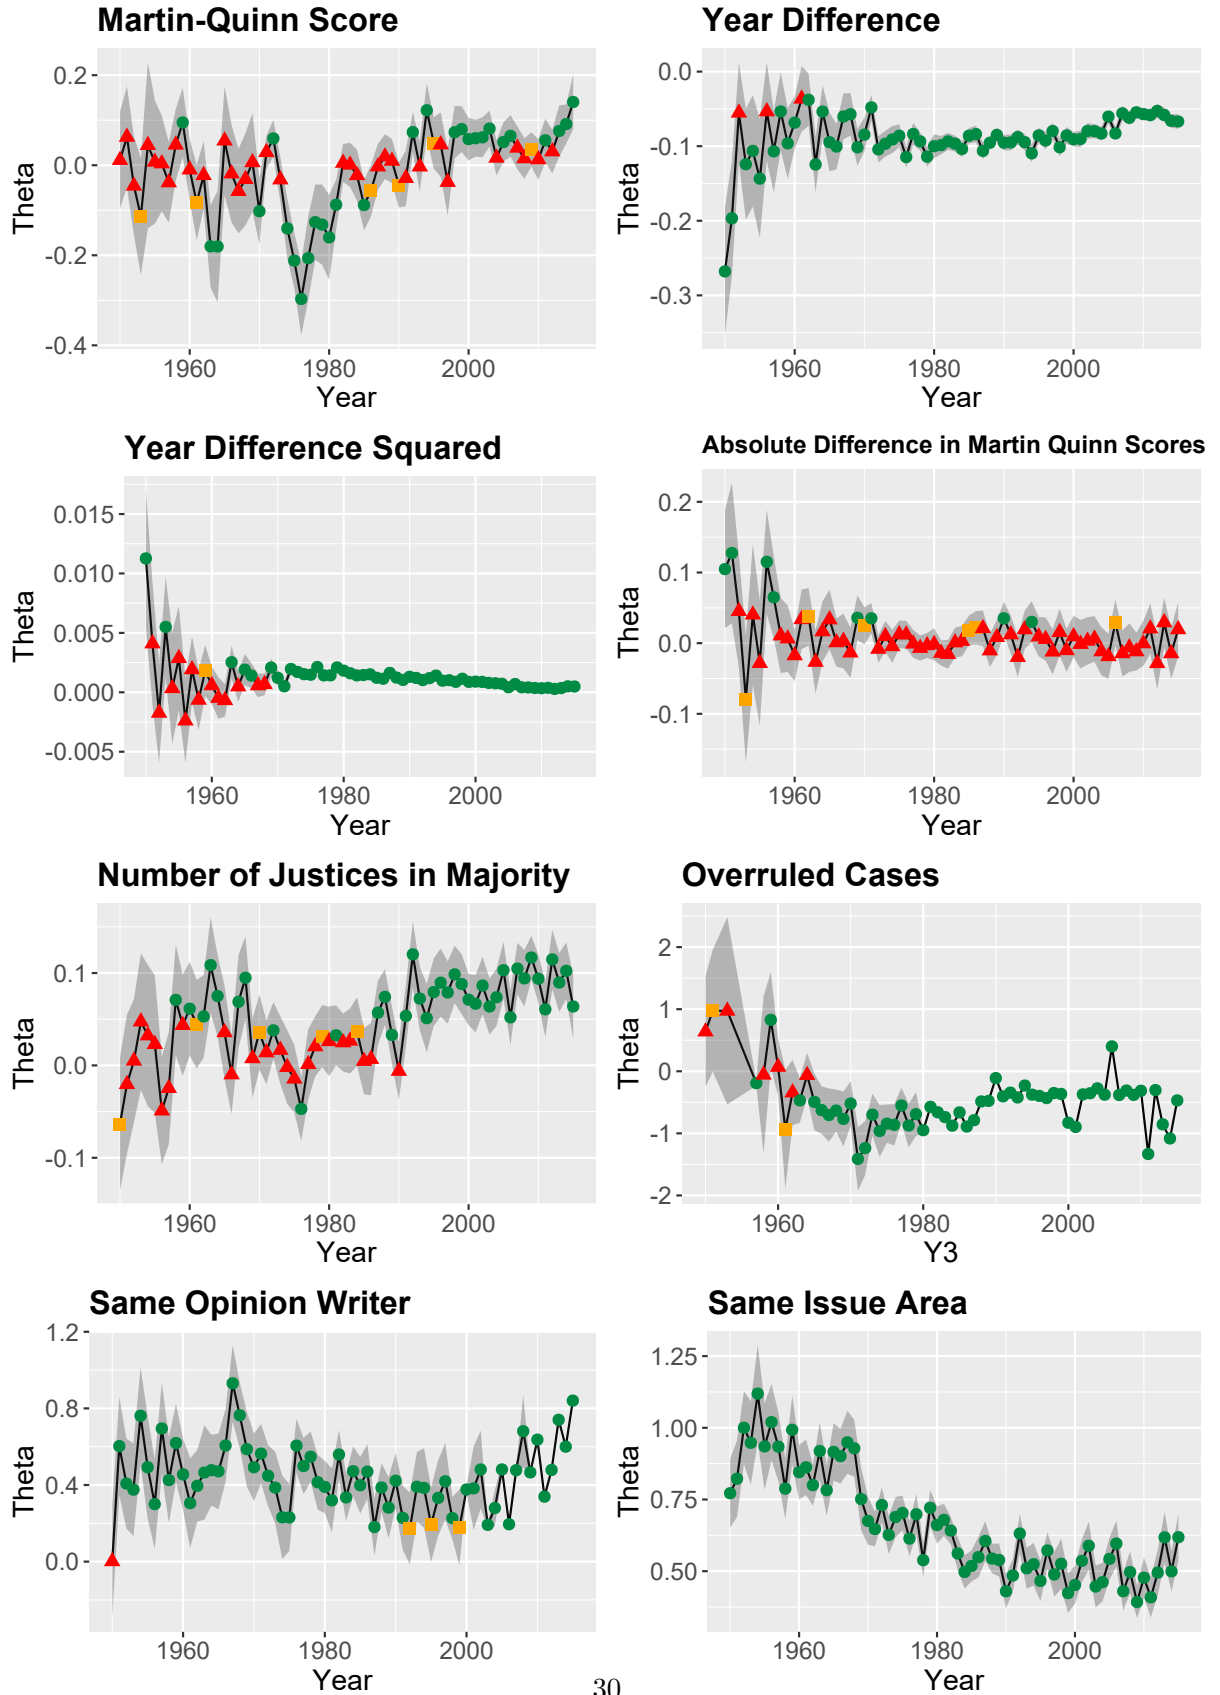 Martin-Quinn Score
0.2
0.0
-0.2
-0.4
Theta
1960 1980 2000
Year
Year Difference
0.0
-0.1
-0.2
-0.3
Theta
1960 1980 2000
Year
Year Difference Squared
0.015
0.010
0.005
0.000
-0.005
Theta
1960 1980 2000
Year
Absolute Difference in Martin Quinn Scores
0.2
0.1
0.0
-0.1
Theta
1960 1980 2000
Year
Number of Justices in Majority
0.1
0.0
-0.1
Theta
1960 1980 2000
Year
Overruled Cases
2
1
0
-1
-2
Theta
1960 1980 2000
Y3
Same Opinion Writer
1.2
0.8
0.4
0.0
Theta
1960 1980 2000
Year
Same Issue Area
1.25
1.00
0.75
0.50
Theta
1960 1980 2000
Year
30